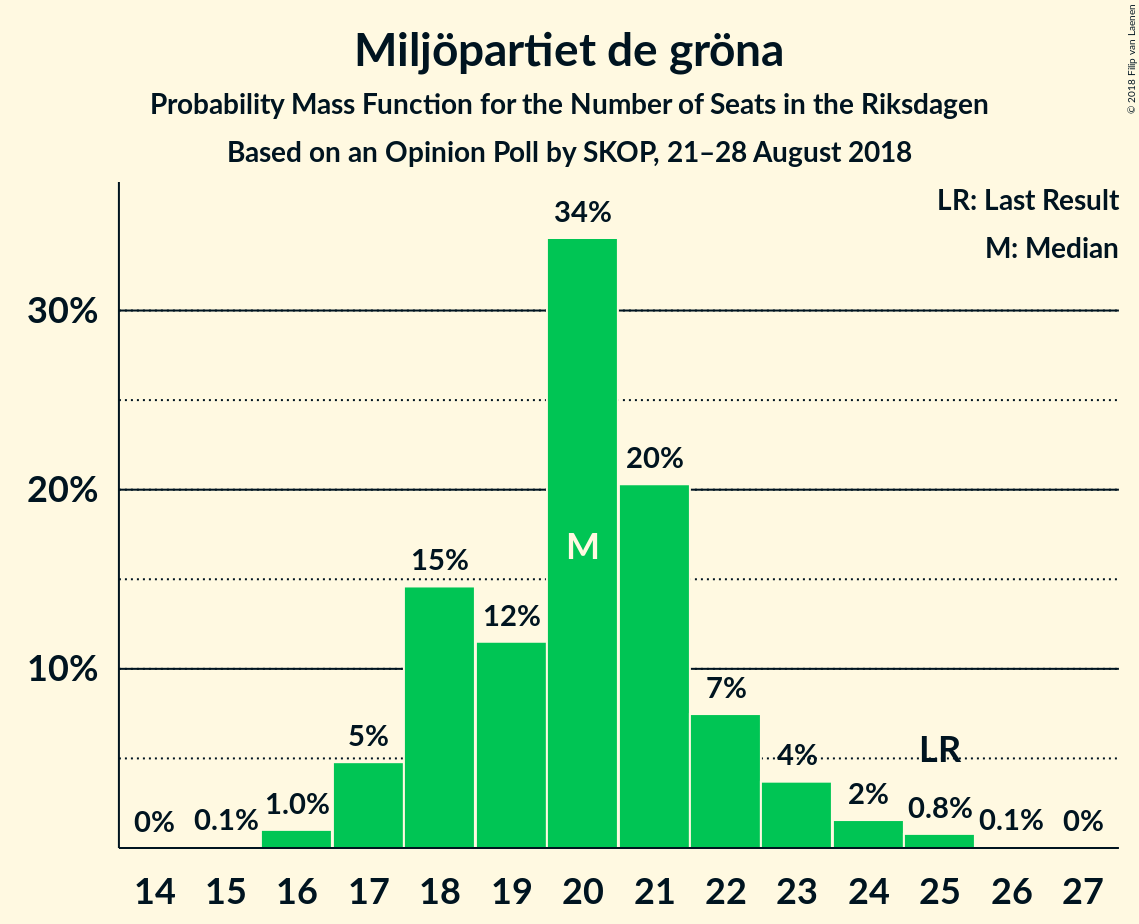 Miljöpartiet de gröna
Probability Mass Function for the Number of Seats in the Riksdagen
Based on an Opinion Poll by SKOP, 21–28 August 2018
© 2018 Filip van Laenen
LR: Last Result
M: Median
30%
20%
10%
0%
0.1%
1.0%
5%
15%
12%
34%
M
20%
7%
4%
2%
LR
0.8%
0.1%
0%
14 15 16 17 18 19 20 21 22 23 24 25 26 27